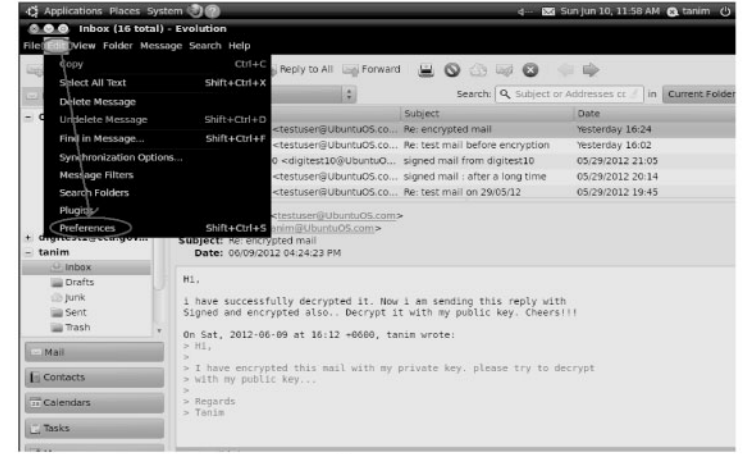 Applications Places System
Sun Jun 10, 11:58 AM tanim
Inbox (16 total) - Evolution
File Edit View Folder Message Search Help
Copy Ctrl+C
Select All Text Shift+Ctrl+X
Delete Message
Undelete Message Shift+Ctrl+D
Find in Message... Shift+Ctrl+F
Synchronization Options...
Message Filters
Search Folders
Plugins
Preferences Shift+Ctrl+S
Reply to All Forward
Search: Subject or Addresses cc in Current Folder
Subject Date
<testuser@UbuntuOS.co... Re: encrypted mail Yesterday 16:24
<testuser@UbuntuOS.co... Re: test mail before encryption Yesterday 16:02
0 <digitest10@UbuntuO... signed mail from digitest10 05/29/2012 21:05
<testuser@UbuntuOS.co... signed mail : after a long time 05/29/2012 20:14
<testuser@UbuntuOS.co... Re: test mail on 29/05/12 05/29/2012 19:45
<testuser@UbuntuOS.com>
tanim@UbuntuOS.com>
Subject: Re: encrypted mail
Date: 06/09/2012 04:24:23 PM
tanim
Inbox
Drafts
Junk
Sent
Trash
Mail
Contacts
Calendars
Tasks
Hi,
i have successfully decrypted it. Now i am sending this reply with
Signed and encrypted also.. Decrypt it with my public key. Cheers!!!
On Sat, 2012-06-09 at 16:12 +0600, tanim wrote:
> Hi,
>
> I have encrypted this mail with my private key. please try to decrypt
> with my public key...
>
> Regards
> Tanim